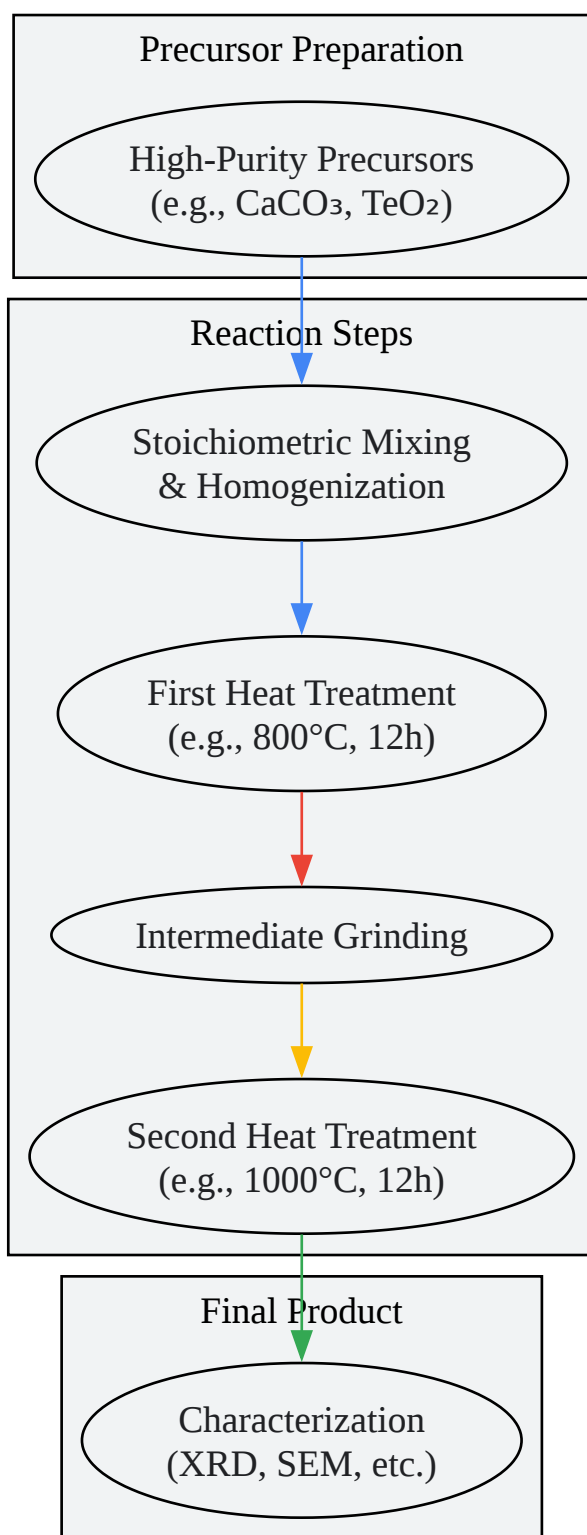 Precursor Preparation
High-Purity Precursors
(e.g., CaCO₃, TeO₂)
Reaction Steps
Stoichiometric Mixing
& Homogenization
First Heat Treatment
(e.g., 800°C, 12h)
Intermediate Grinding
Second Heat Treatment
(e.g., 1000°C, 12h)
Final Product
Characterization
(XRD, SEM, etc.)